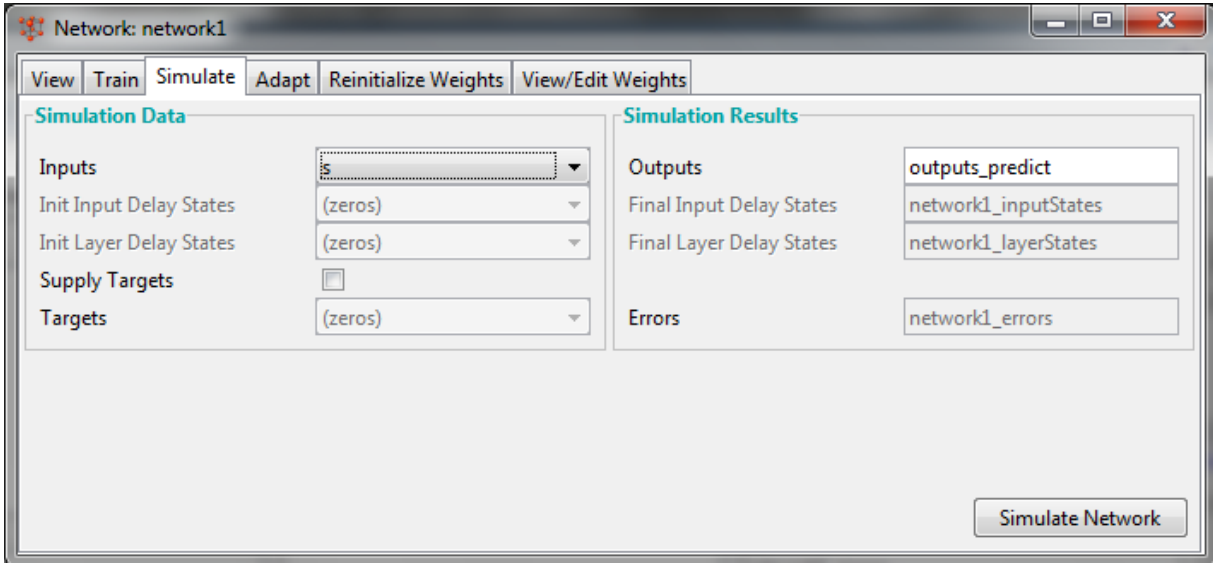 Network: network1
View Train Simulate Adapt Reinitialize Weights View/Edit Weights
Simulation Data
Inputs s
Init Input Delay States (zeros)
Init Layer Delay States (zeros)
Supply Targets
Targets (zeros)
Simulation Results
Outputs outputs_predict
Final Input Delay States network1_inputStates
Final Layer Delay States network1_layerStates
Errors network1_errors
Simulate Network